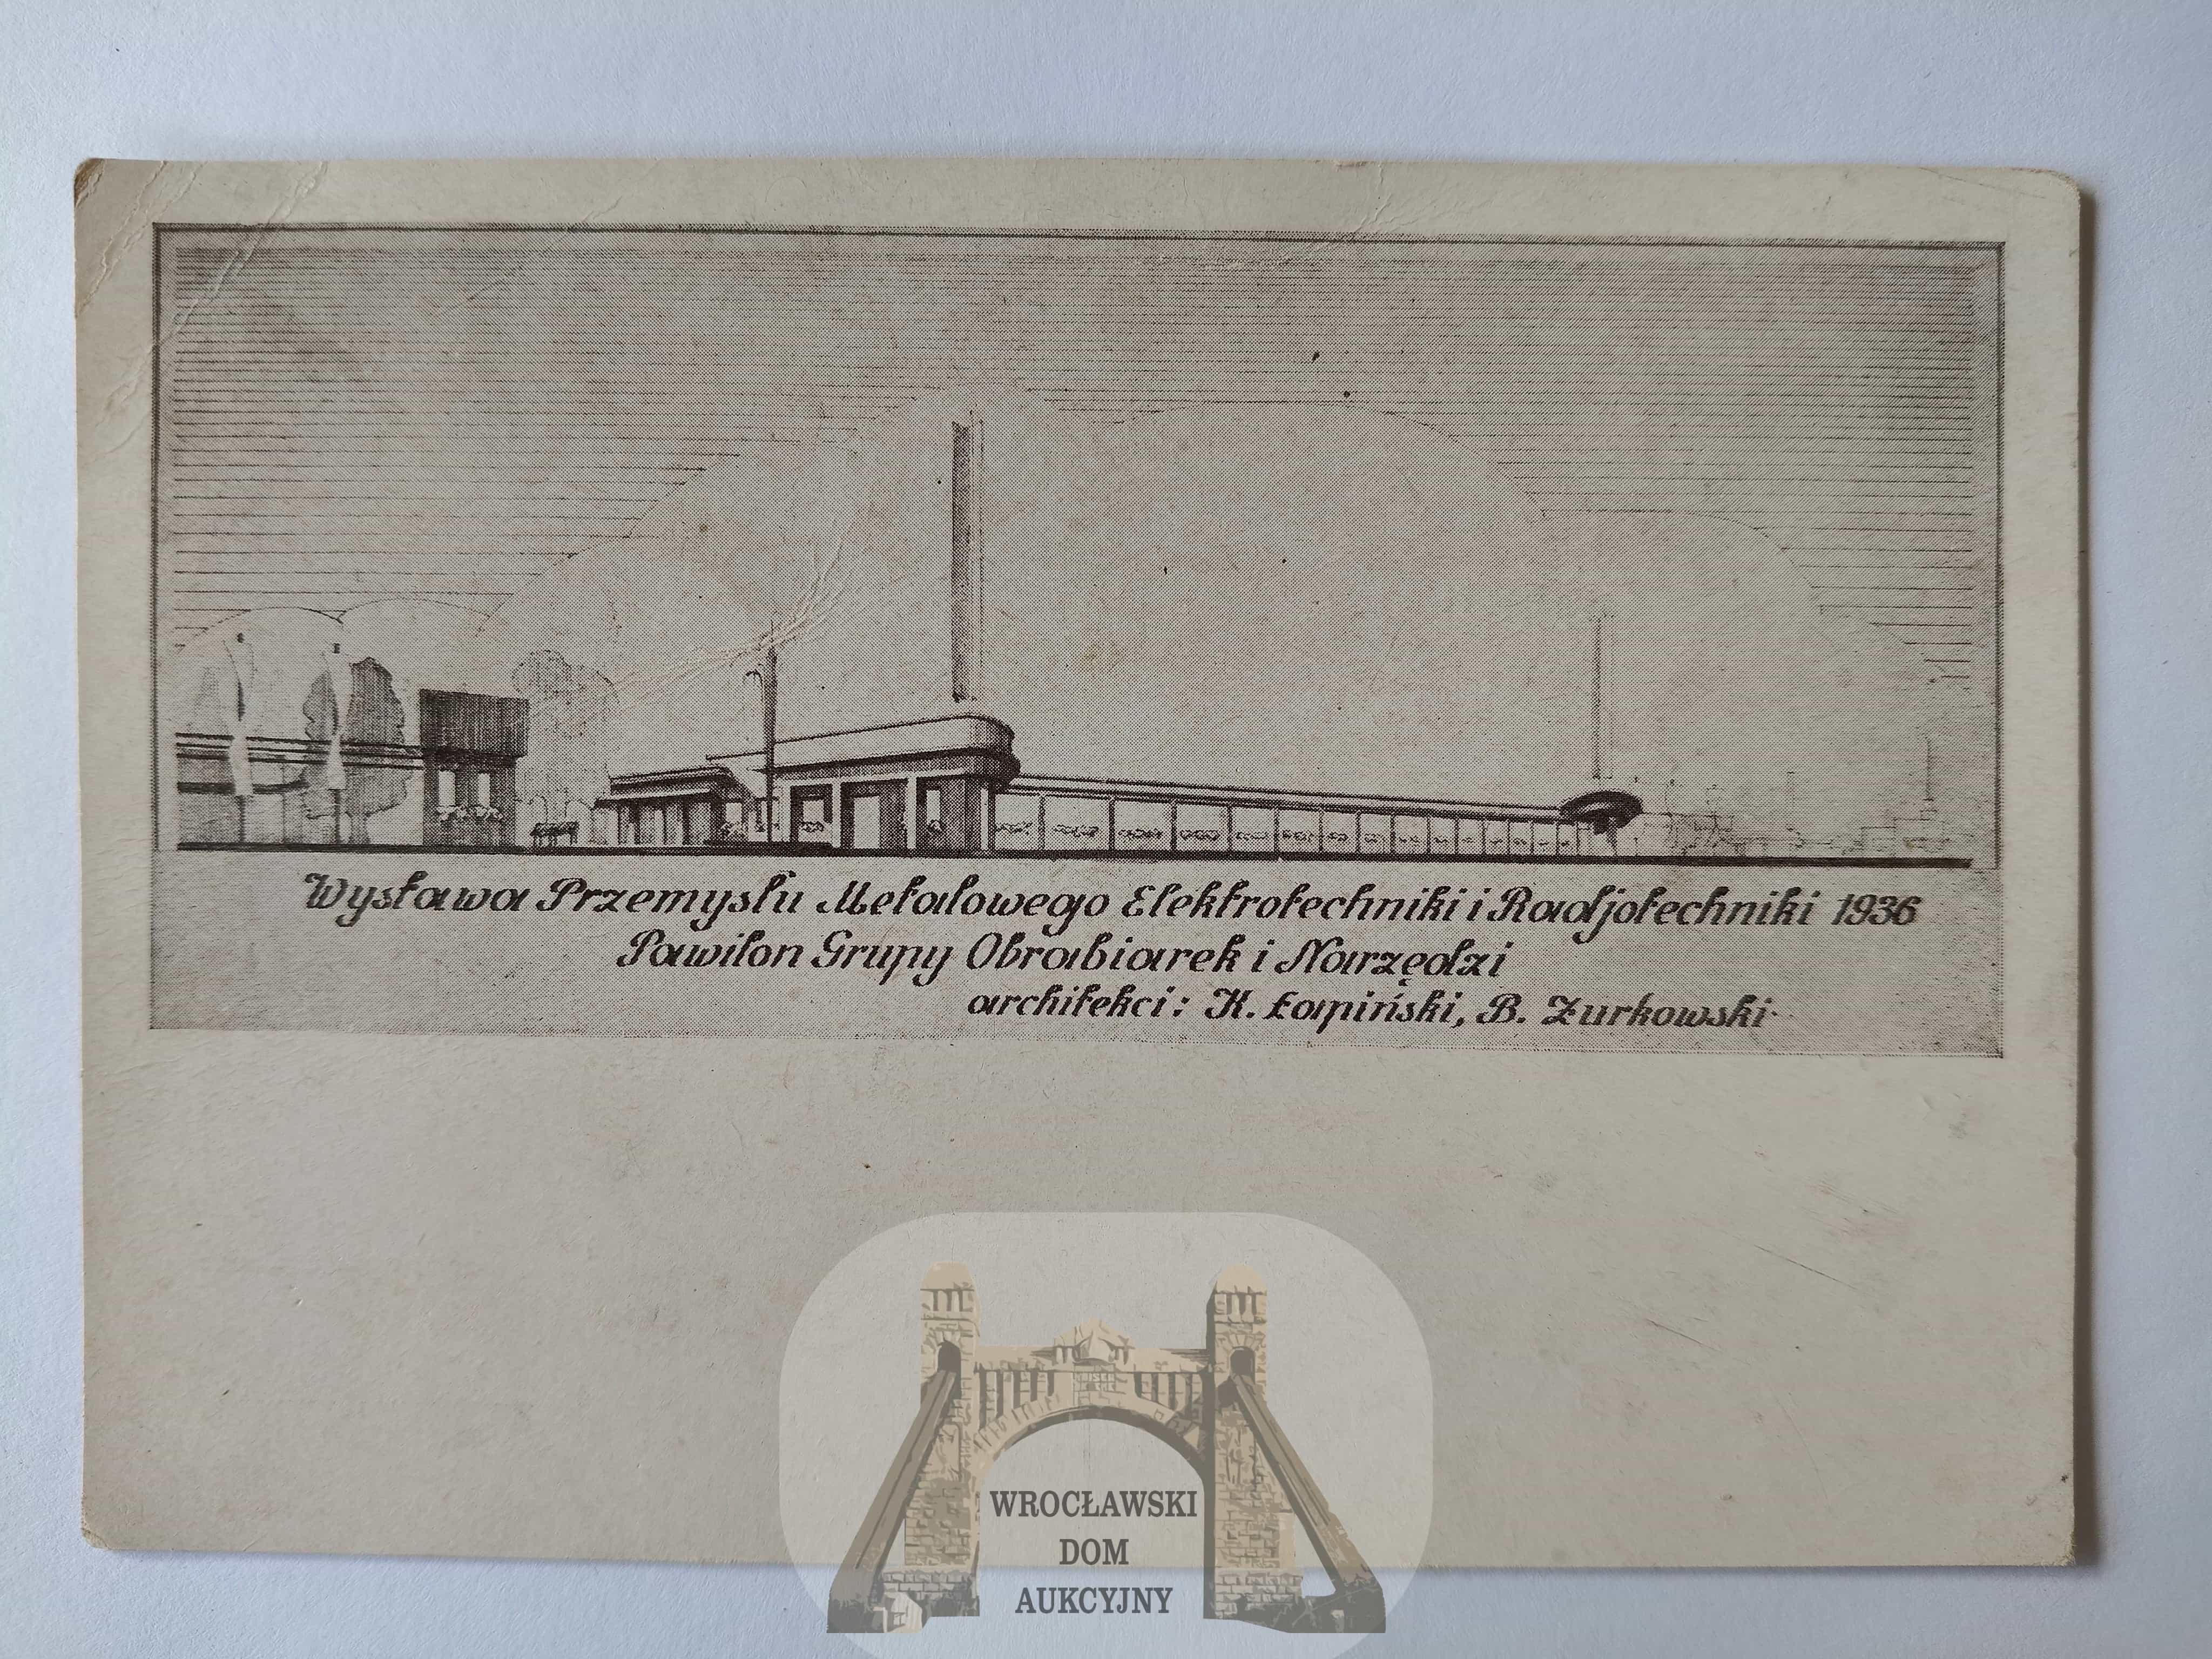 Wystawa Przemysłu Metalowego Elektrotechniki i Radjotechniki 1936
Pawilon Grupy Obrabiarek i Narzędzi
architekci: K. Łapiński, B. Żurkowski
WROCŁAWSKI
DOM
AUKCYJNY